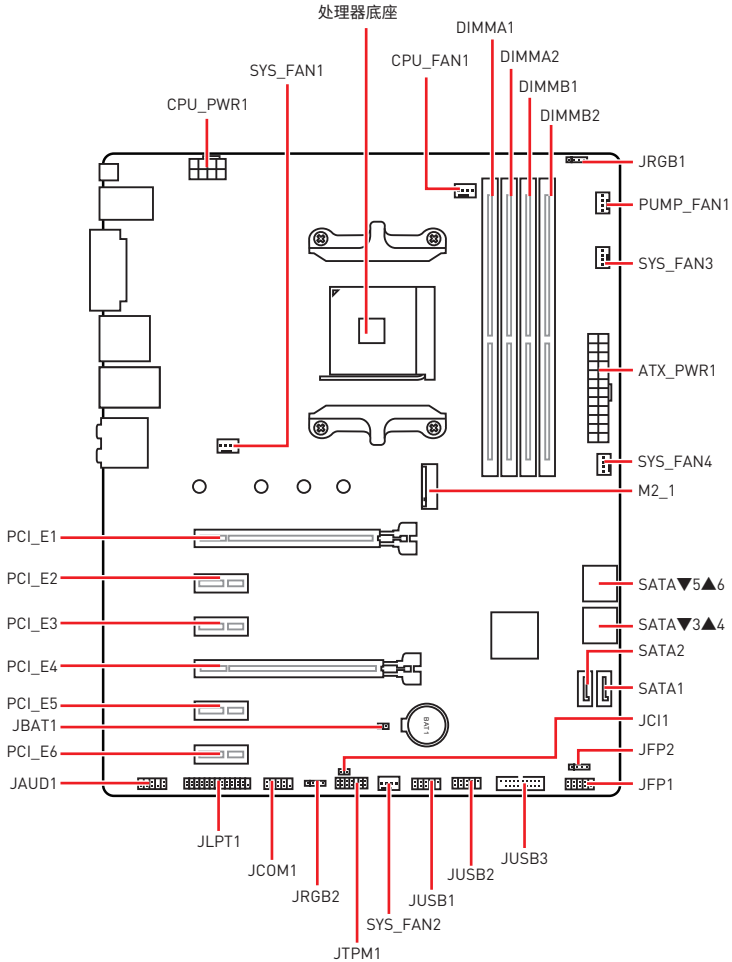 处理器底座
DIMMA1
CPU_FAN1
DIMMA2
SYS_FAN1
DIMMB1
CPU_PWR1
DIMMB2
JRGB1
PUMP_FAN1
SYS_FAN3
ATX_PWR1
SYS_FAN4
M2_1
PCI_E1
PCI_E2
SATA▼5▲6
PCI_E3
SATA▼3▲4
SATA2
PCI_E4
SATA1
PCI_E5
JBAT1
BAT1
JCI1
PCI_E6
JFP2
JAUD1
JFP1
JLPT1
JUSB3
JCOM1
JUSB2
JRGB2
JUSB1
SYS_FAN2
JTPM1